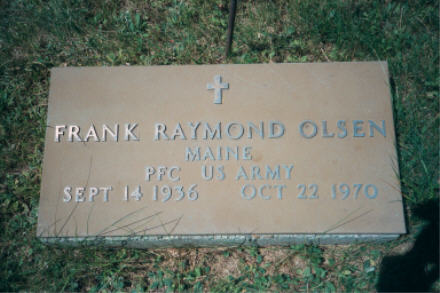 FRANK RAYMOND OLSEN
MAINE
PFC US ARMY
SEPT 14 1936 OCT 22 1970